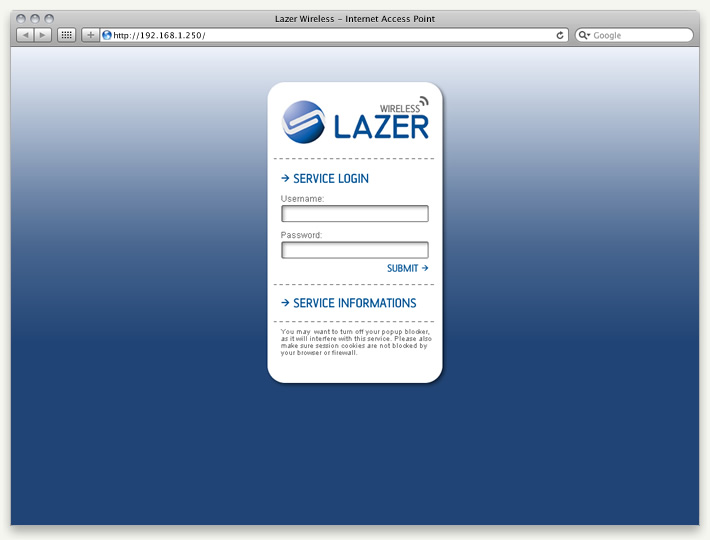 Lazer Wireless – Internet Access Point
http://192.168.1.250/
Google
WIRELESS
LAZER
SERVICE LOGIN
Username:
Password:
SUBMIT
SERVICE INFORMATIONS
You may want to turn off your popup blocker,
as it will interfere with this service. Please also
make sure session cookies are not blocked by
your browser or firewall.